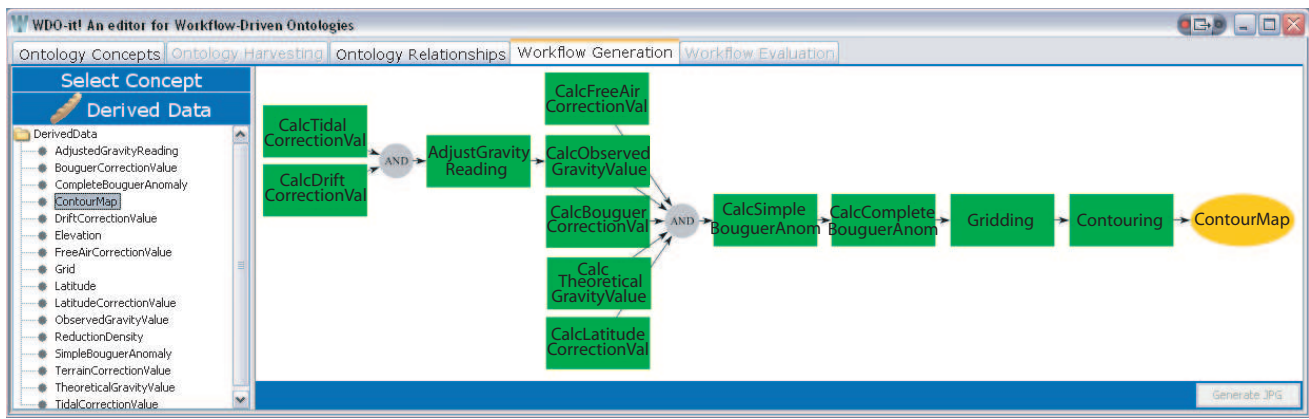 WDO-it! An editor for Workflow-Driven Ontologies
Ontology Concepts Ontology Harvesting Ontology Relationships Workflow Generation Workflow Evaluation
Select Concept
Derived Data
DerivedData
AdjustedGravityReading
BouguerCorrectionValue
CompleteBouguerAnomaly
ContourMap
DriftCorrectionValue
Elevation
FreeAirCorrectionValue
Grid
Latitude
LatitudeCorrectionValue
ObservedGravityValue
ReductionDensity
SimpleBouguerAnomaly
TerrainCorrectionValue
TheoreticalGravityValue
TidalCorrectionValue
CalcTidal
CorrectionVal
CalcDrift
CorrectionVal
AND
AdjustGravity
Reading
CalcFreeAir
CorrectionVal
CalcObserved
GravityValue
CalcBouguer
CorrectionVal
Calc
Theoretical
GravityValue
CalcLatitude
CorrectionVal
AND
CalcSimple
BouguerAnom
CalcComplete
BouguerAnom
Gridding
Contouring
ContourMap
Generate JPG